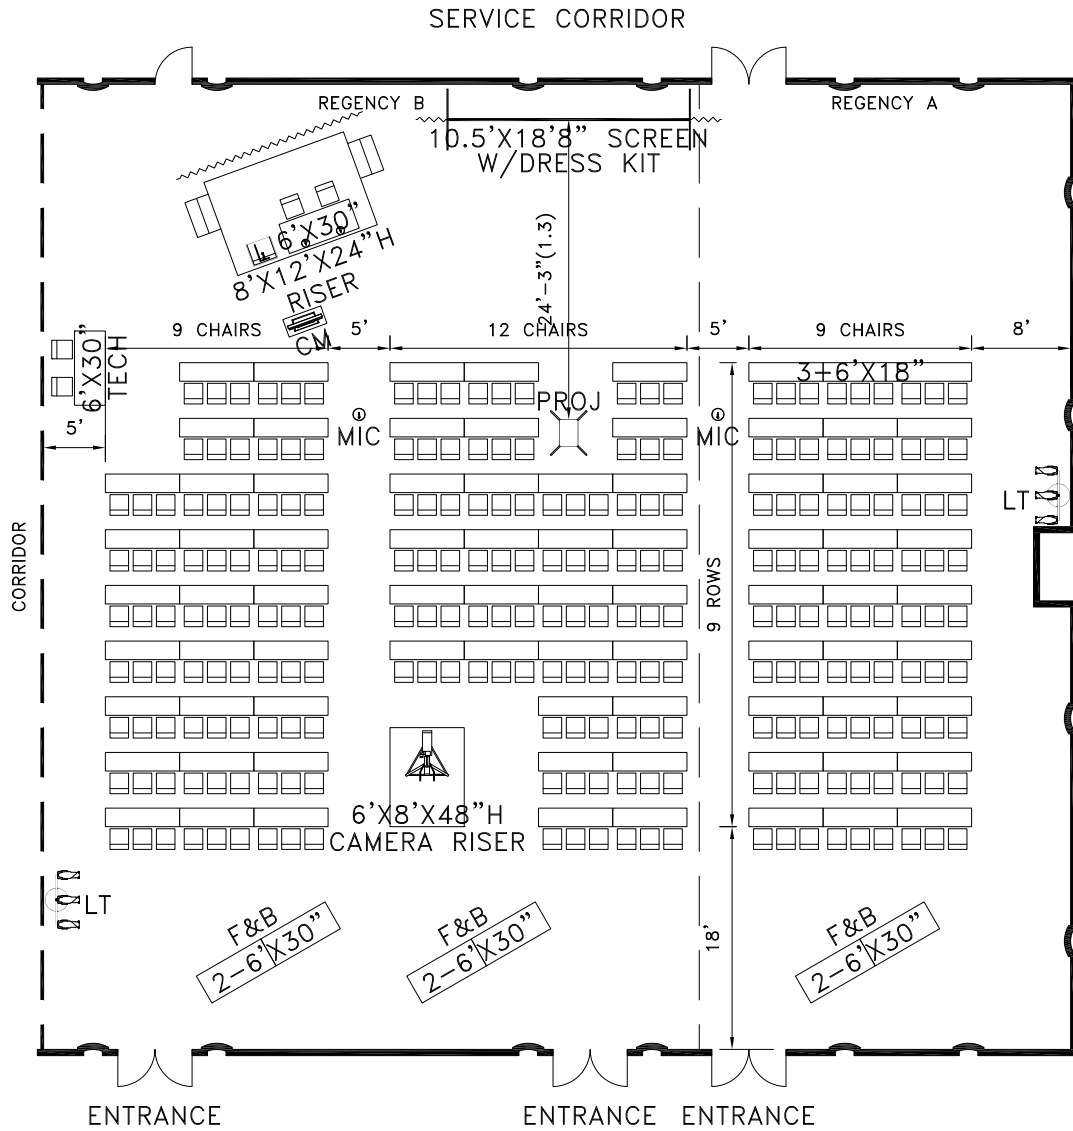 SERVICE CORRIDOR
REGENCY B
REGENCY A
10.5'X18'8" SCREEN
W/DRESS KIT
6'X30"
8'X12'X24"H
RISER
CM
24'-3"(1.3)
9 CHAIRS
5'
12 CHAIRS
5'
9 CHAIRS
8'
6'X30"
TECH
3+6'X18"
PROJ
5'
MIC
MIC
LT
CORRIDOR
9 ROWS
6'X8'X48"H
CAMERA RISER
LT
F&B
2-6'X30"
F&B
2-6'X30"
18'
F&B
2-6'X30"
ENTRANCE
ENTRANCE
ENTRANCE